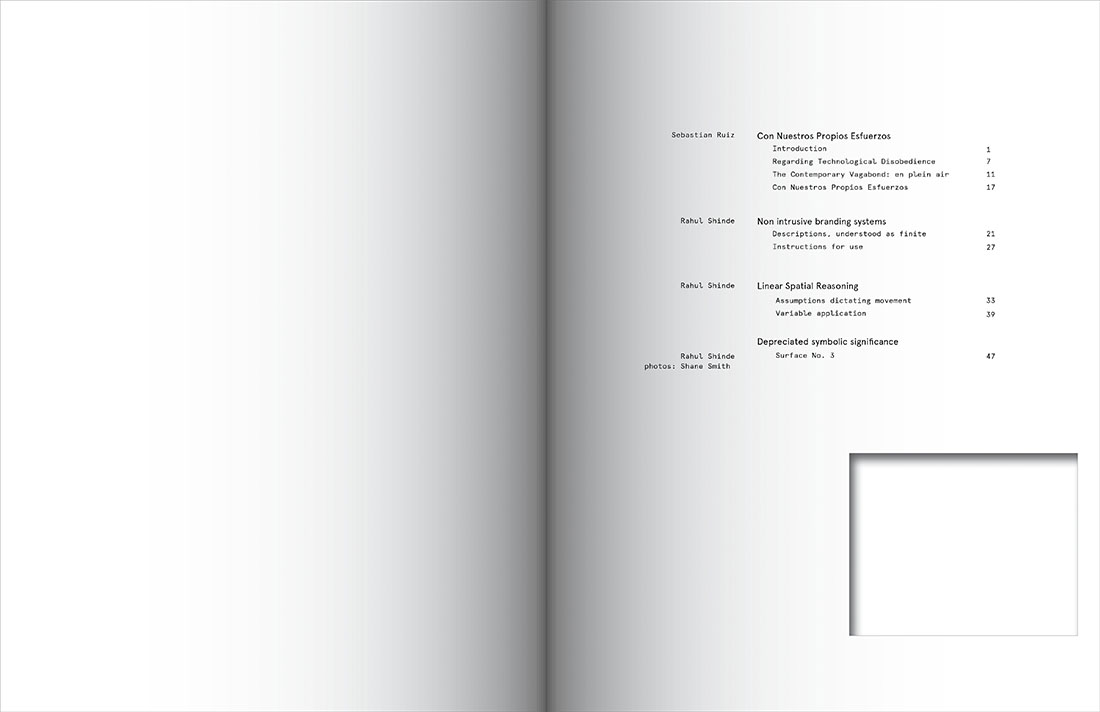 Sebastian Ruiz Con Nuestros Propios Esfuerzos
Introduction 1
Regarding Technological Disobedience 7
The Contemporary Vagabond: en plein air 11
Con Nuestros Propios Esfuerzos 17
Rahul Shinde Non intrusive branding systems
Descriptions, understood as finite 21
Instructions for use 27
Rahul Shinde Linear Spatial Reasoning
Assumptions dictating movement 33
Variable application 39
Depreciated symbolic significance
Rahul Shinde Surface No. 3 47
photos: Shane Smith